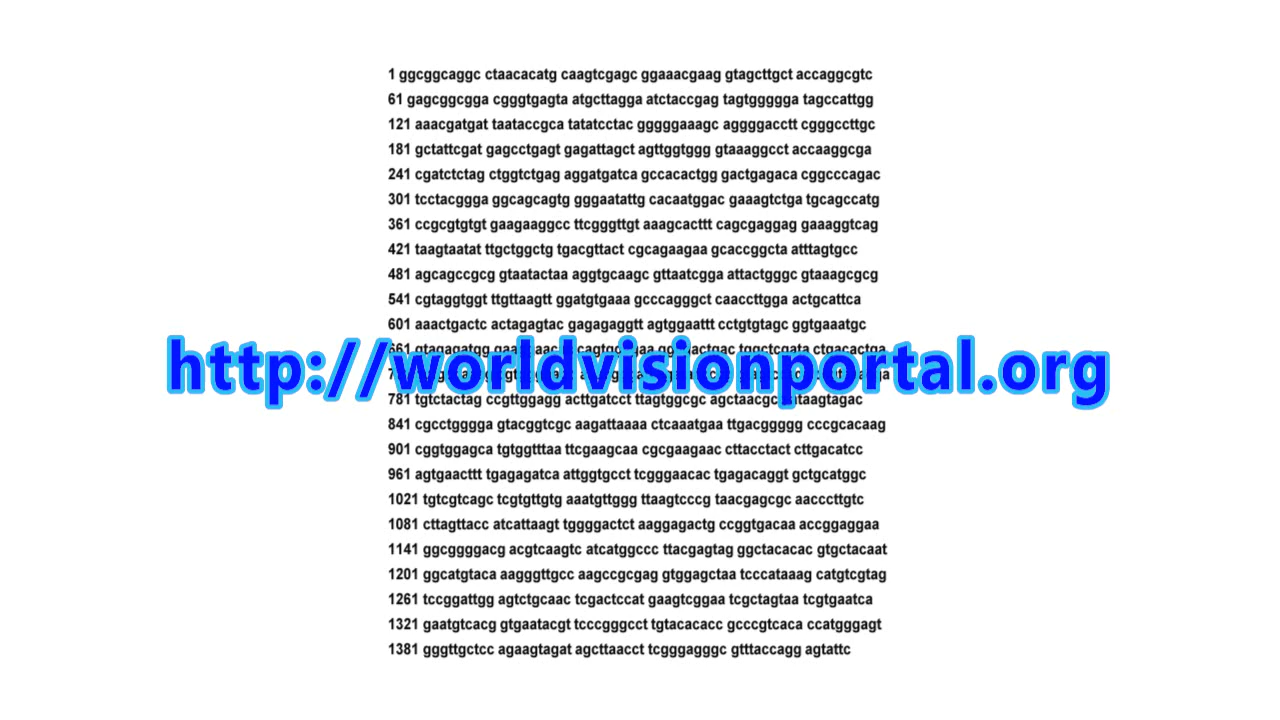 1 ggcggcaggc ctaacacatg caagtcgagc ggaaacgaag gtagcttgct accaggcgtc
61 gagcggcgga cgggtgagta atgcttagga atctaccgag tagtggggga tagccattgg
121 aaacgatgat taataccgca tatatcctac gggggaaagc aggggacctt cgggccttgc
181 gctattcgat gagcctgagt gagattagct agttggtggg gtaaaggcct accaaggcga
241 cgatctctag ctggtctgag aggatgatca gccacactgg gactgagaca cggcccagac
301 tcctacggga ggcagcagtg gggaatattg cacaatggac gaaagtctga tgcagccatg
361 ccgcgtgtgt gaagaaggcc ttcgggttgt aaagcacttt cagcgaggag gaaaggtcag
421 taagtaatat ttgctggctg tgacgttact cgcagaagaa gcaccggcta atttagtgcc
481 agcagccgcg gtaatactaa aggtgcaagc gttaatcgga attactgggc gtaaagcgcg
541 cgtaggtggt ttgttaagtt ggatgtgaaa gcccagggct caaccttgga actgcattca
601 aaactgactc actagagtac gagagaggtt agtggaattt cctgtgtagc ggtgaaatgc
661 gtagagatgg tggctcgata ctgacactga
http://worldvisionportal.org
781 tgtctactag ccgttggagg acttgatcct ttagtggcgc
841 cgcctgggga gtacggtcgc aagattaaaa ctcaaatgaa ttgacggggg cccgcacaag
901 cggtggagca tgtggtttaa ttcgaagcaa cgcgaagaac cttacctact cttgacatcc
961 agtgaacttt tgagagatca attggtgcct tcgggaacac tgagacaggt gctgcatggc
1021 tgtcgtcagc tcgtgttgtg aaatgttggg ttaagtcccg taacgagcgc aacccttgtc
1081 cttagttacc atcattaagt tggggactct aaggagactg ccggtgacaa accggaggaa
1141 ggcggggacg acgtcaagtc atcatggccc ttacgagtag ggctacacac gtgctacaat
1201 ggcatgtaca aagggttgcc aagccgcgag gtggagctaa tcccataaag catgtcgtag
1261 tccggattgg agtctgcaac tcgactccat gaagtcggaa tcgctagtaa tcgtgaatca
1321 gaatgtcacg gtgaatacgt tcccgggcct tgtacacacc gcccgtcaca ccatgggagt
1381 gggttgctcc agaagtagat agcttaacct tcgggagggc gtttaccagg agtattc